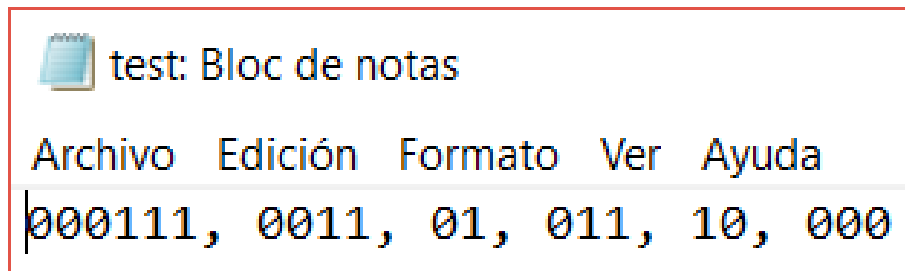 test: Bloc de notas
Archivo Edición Formato Ver Ayuda
000111, 0011, 01, 011, 10, 000